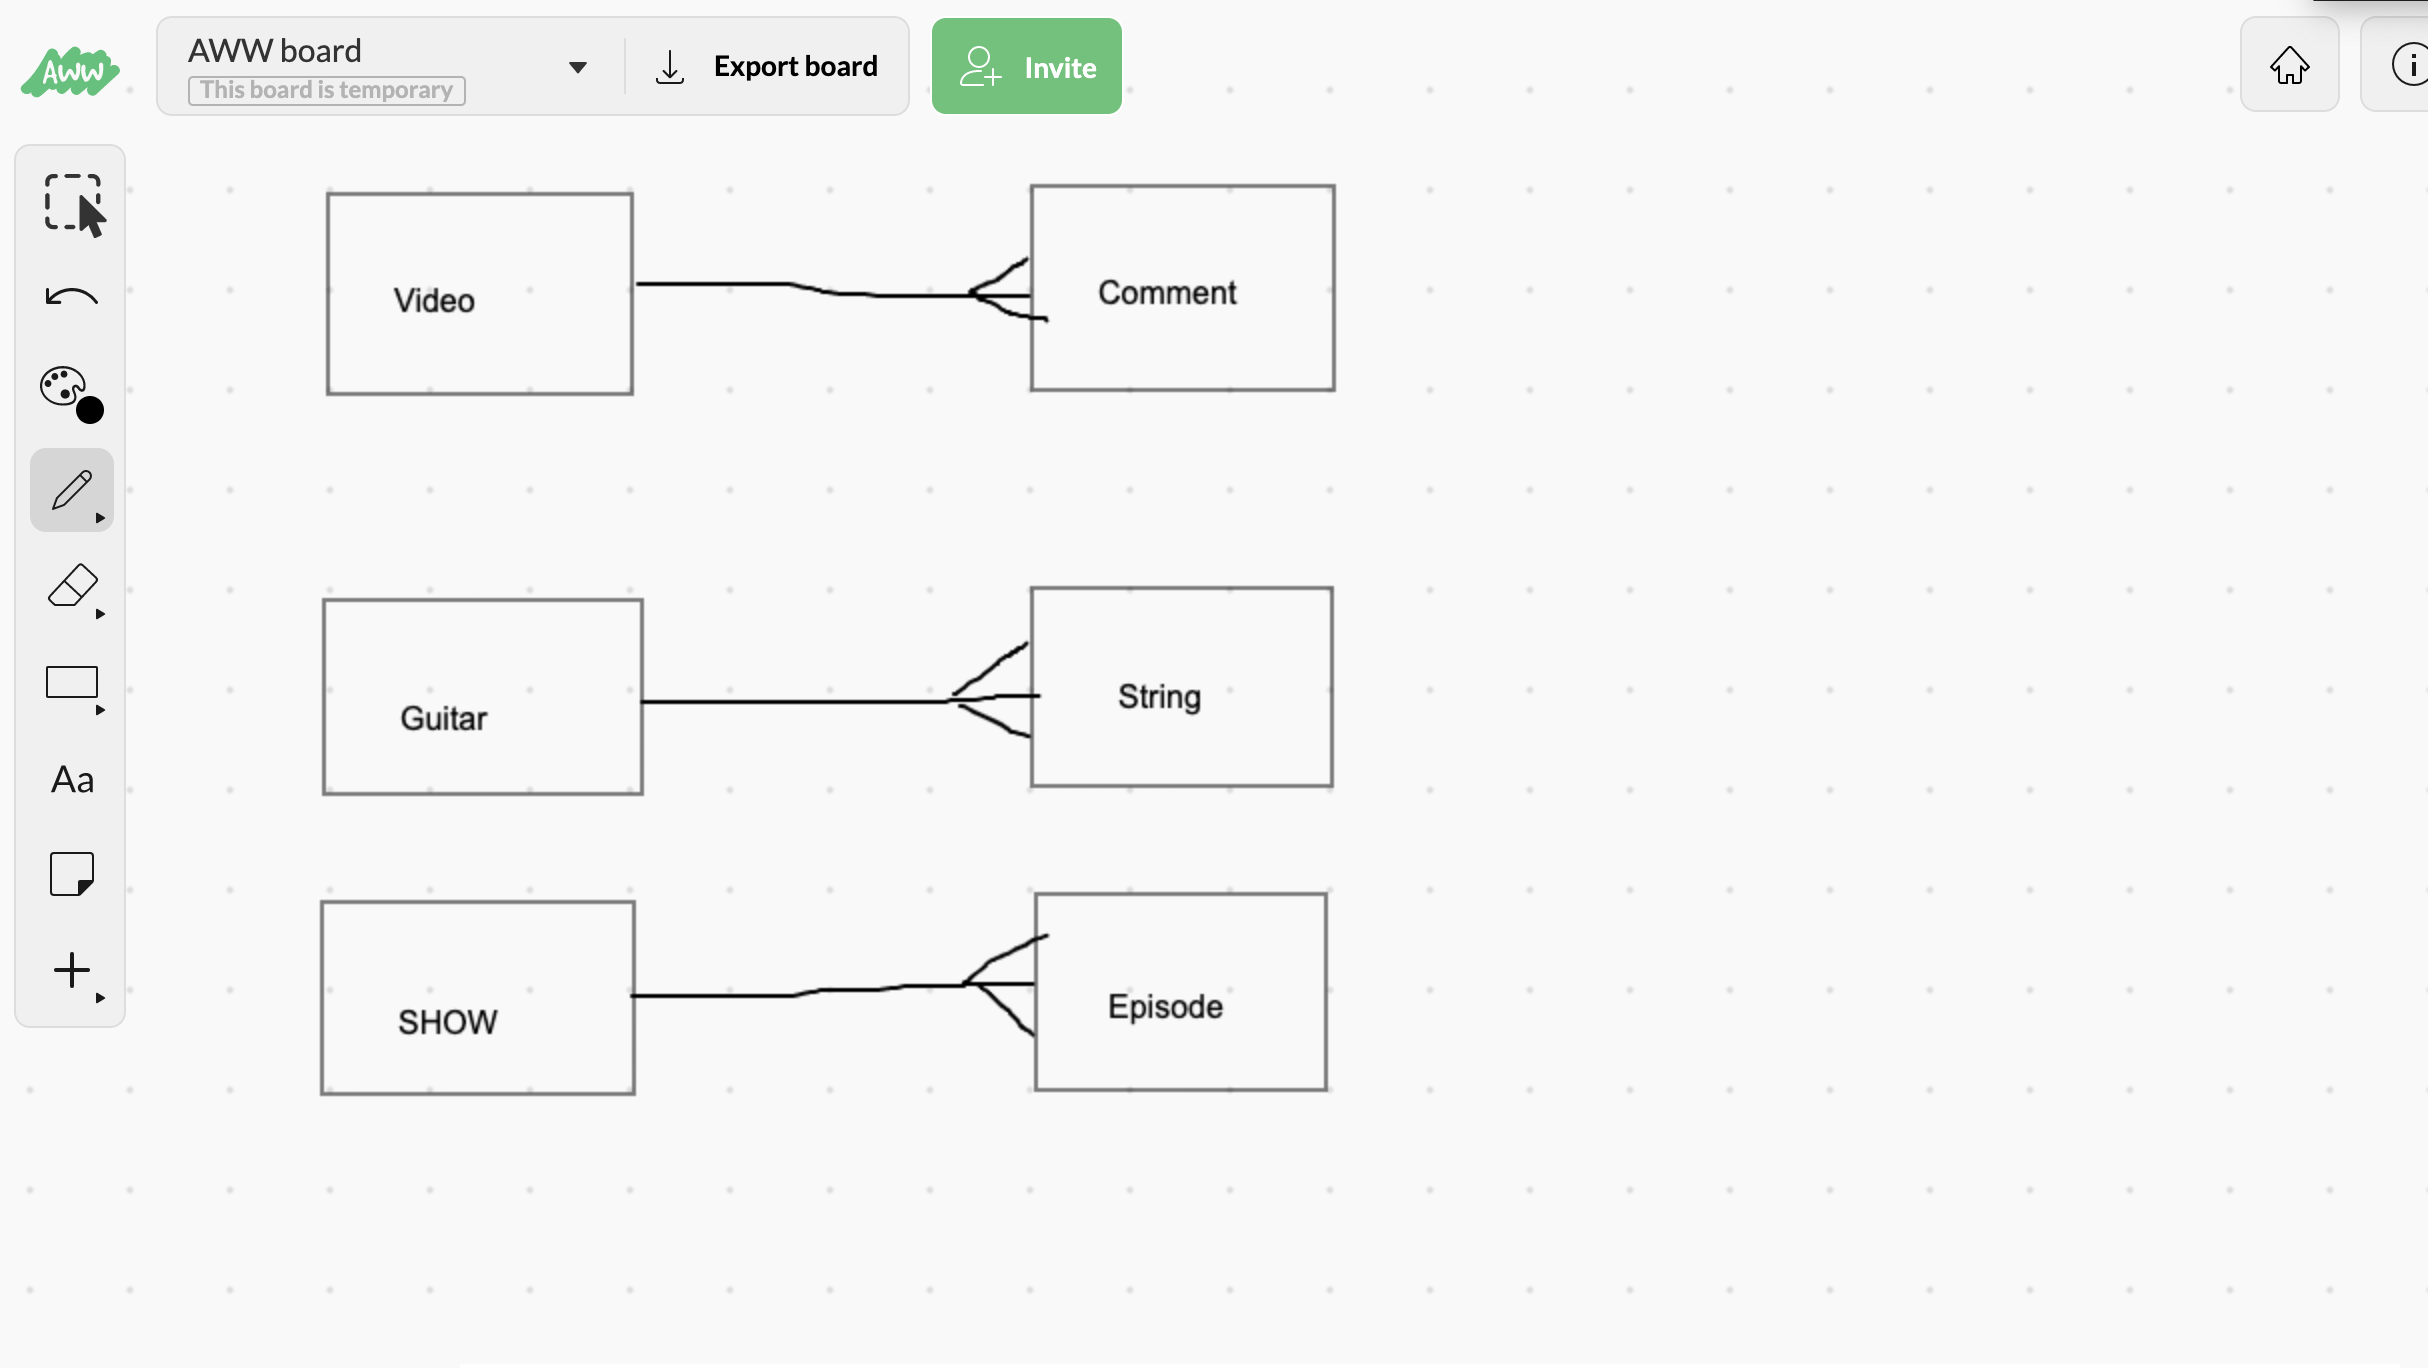 AWW
AWW board
This board is temporary
Export board
Invite
Video
Comment
Guitar
String
Aa
SHOW
Episode